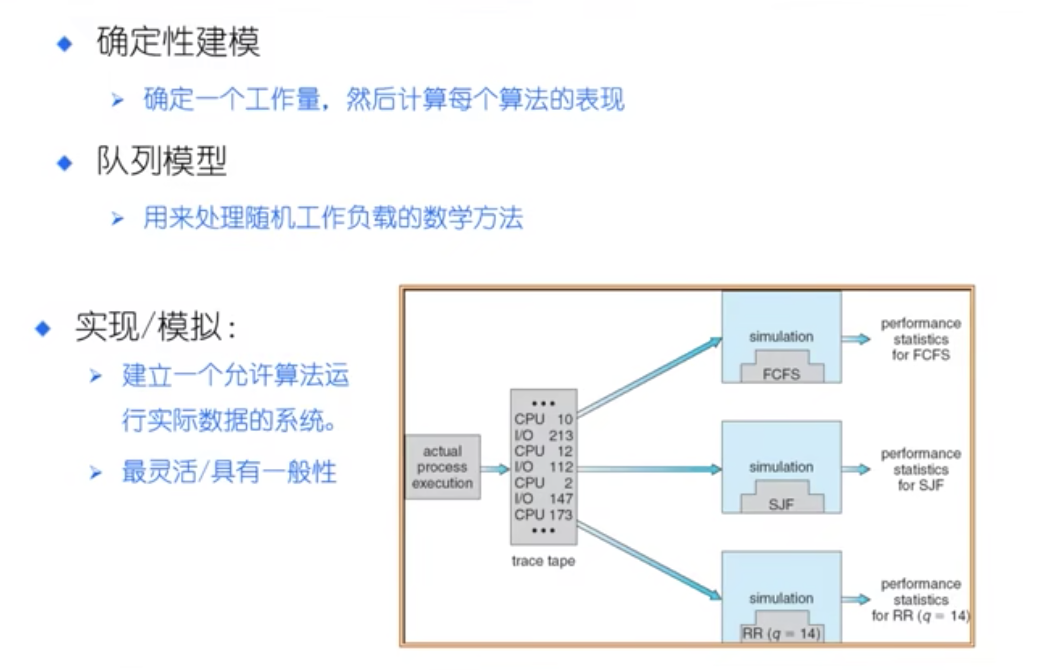 确定性建模
确定一个工作量，然后计算每个算法的表现
队列模型
用来处理随机工作负载的数学方法
实现/模拟：
建立一个允许算法运
行实际数据的系统。
最灵活/具有一般性
actual
process
execution
•••
CPU 10
I/O 213
CPU 12
I/O 112
CPU 2
I/O 147
CPU 173
•••
trace tape
simulation
FCFS
performance
statistics
for FCFS
simulation
SJF
performance
statistics
for SJF
simulation
RR (q = 14)
performance
statistics
for RR (q = 14)